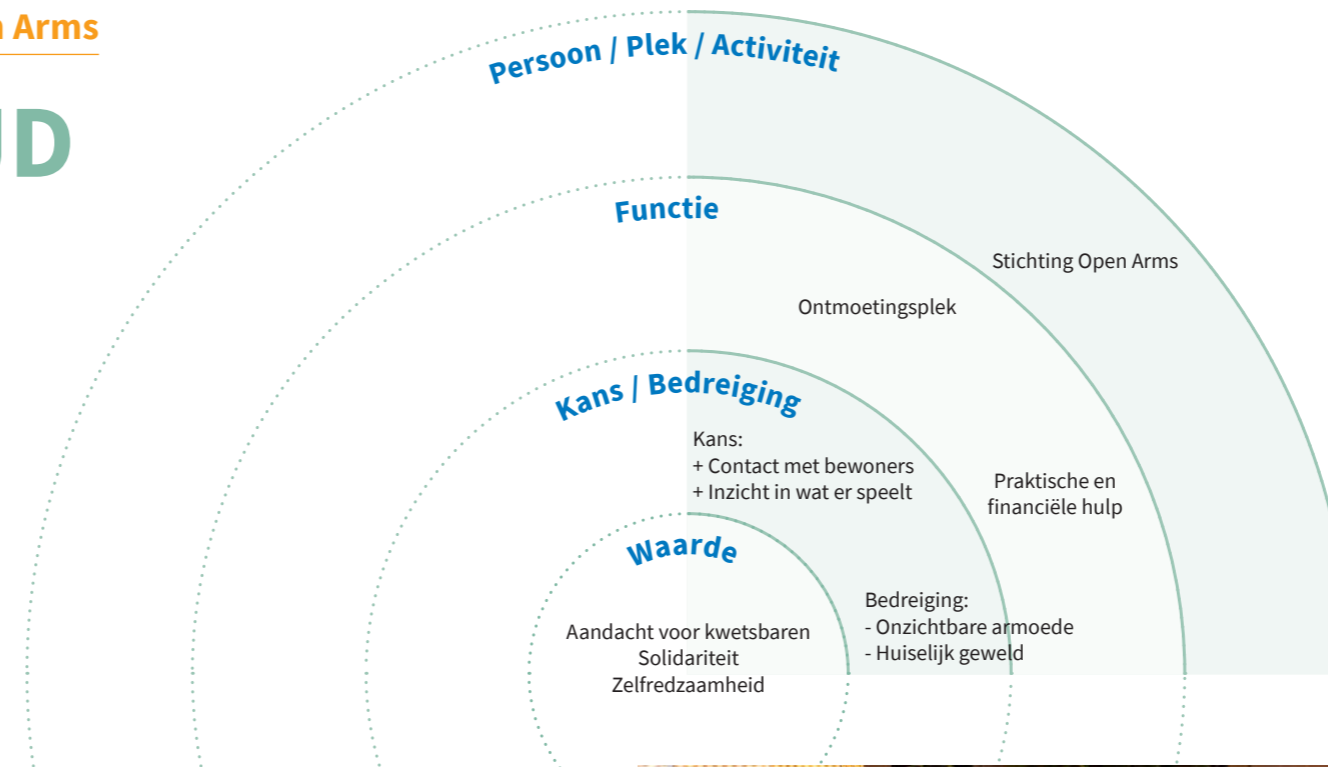 Arms
UD
Persoon / Plek / Activiteit
Functie
Stichting Open Arms
Ontmoetingsplek
Kans / Bedreiging
Kans:
+ Contact met bewoners
+ Inzicht in wat er speelt
Praktische en
financiële hulp
Waarde
Bedreiging:
- Onzichtbare armoede
- Huiselijk geweld
Aandacht voor kwetsbaren
Solidariteit
Zelfredzaamheid